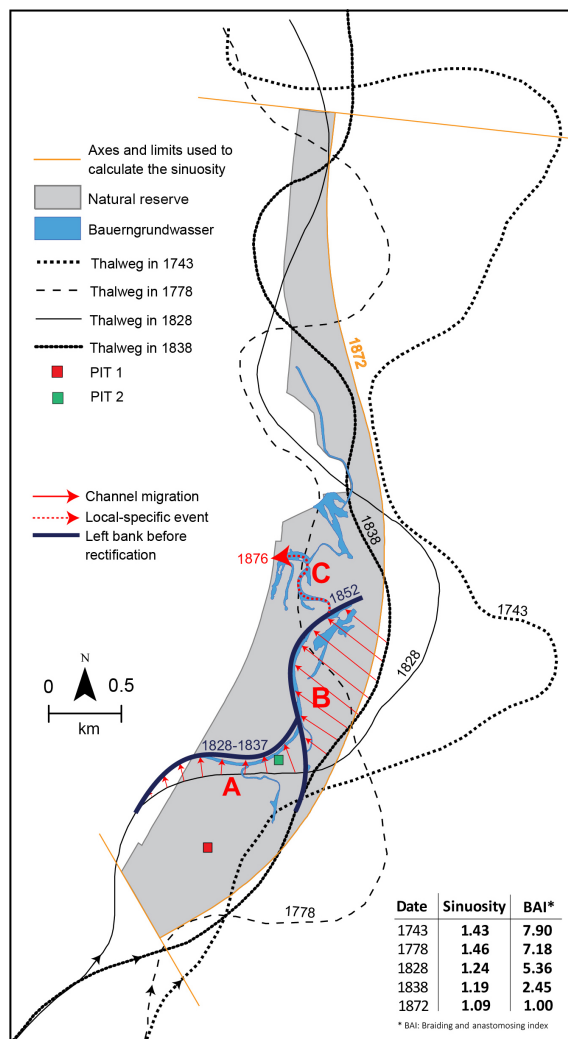 Axes and limits used to
calculate the sinuosity
Natural reserve
Bauerngrundwasser
Thalweg in 1743
Thalweg in 1778
Thalweg in 1828
Thalweg in 1838
PIT 1
PIT 2
Channel migration
Local-specific event
Left bank before
rectification
N
0 0.5
km
1872
1838
1876
C
1852
1743
1828
B
1828-1837
A
1778
Date Sinuosity BAI*
1743 1.43 7.90
1778 1.46 7.18
1828 1.24 5.36
1838 1.19 2.45
1872 1.09 1.00
* BAI: Braiding and anastomosing index